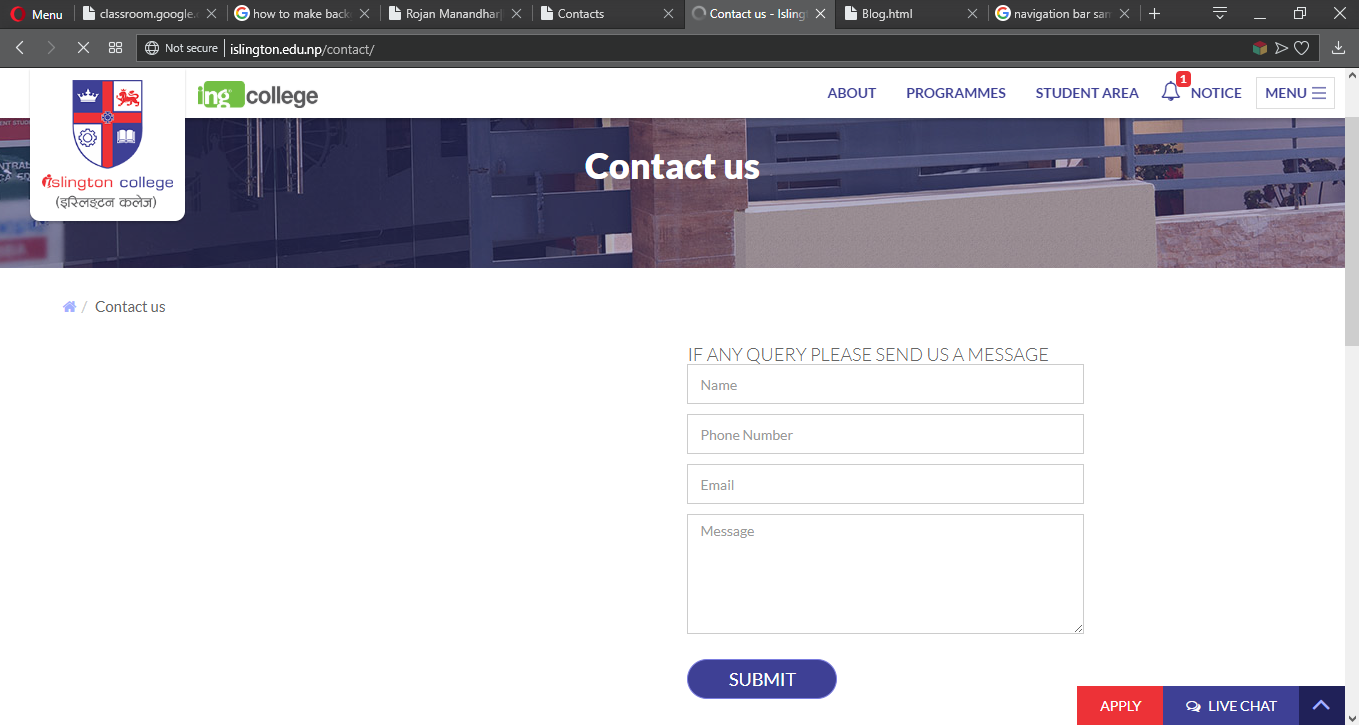 Menu
classroom.google.c
how to make back
Rojan Manandhar
Contacts
Contact us - Isling
Blog.html
navigation bar sam
Not secure
islington.edu.np/contact/
ing college
ABOUT
PROGRAMMES
STUDENT AREA
1
NOTICE
MENU
islington college
(इस्लिङ्टन कलेज)
Contact us
/ Contact us
IF ANY QUERY PLEASE SEND US A MESSAGE
Name
Phone Number
Email
Message
SUBMIT
APPLY
LIVE CHAT